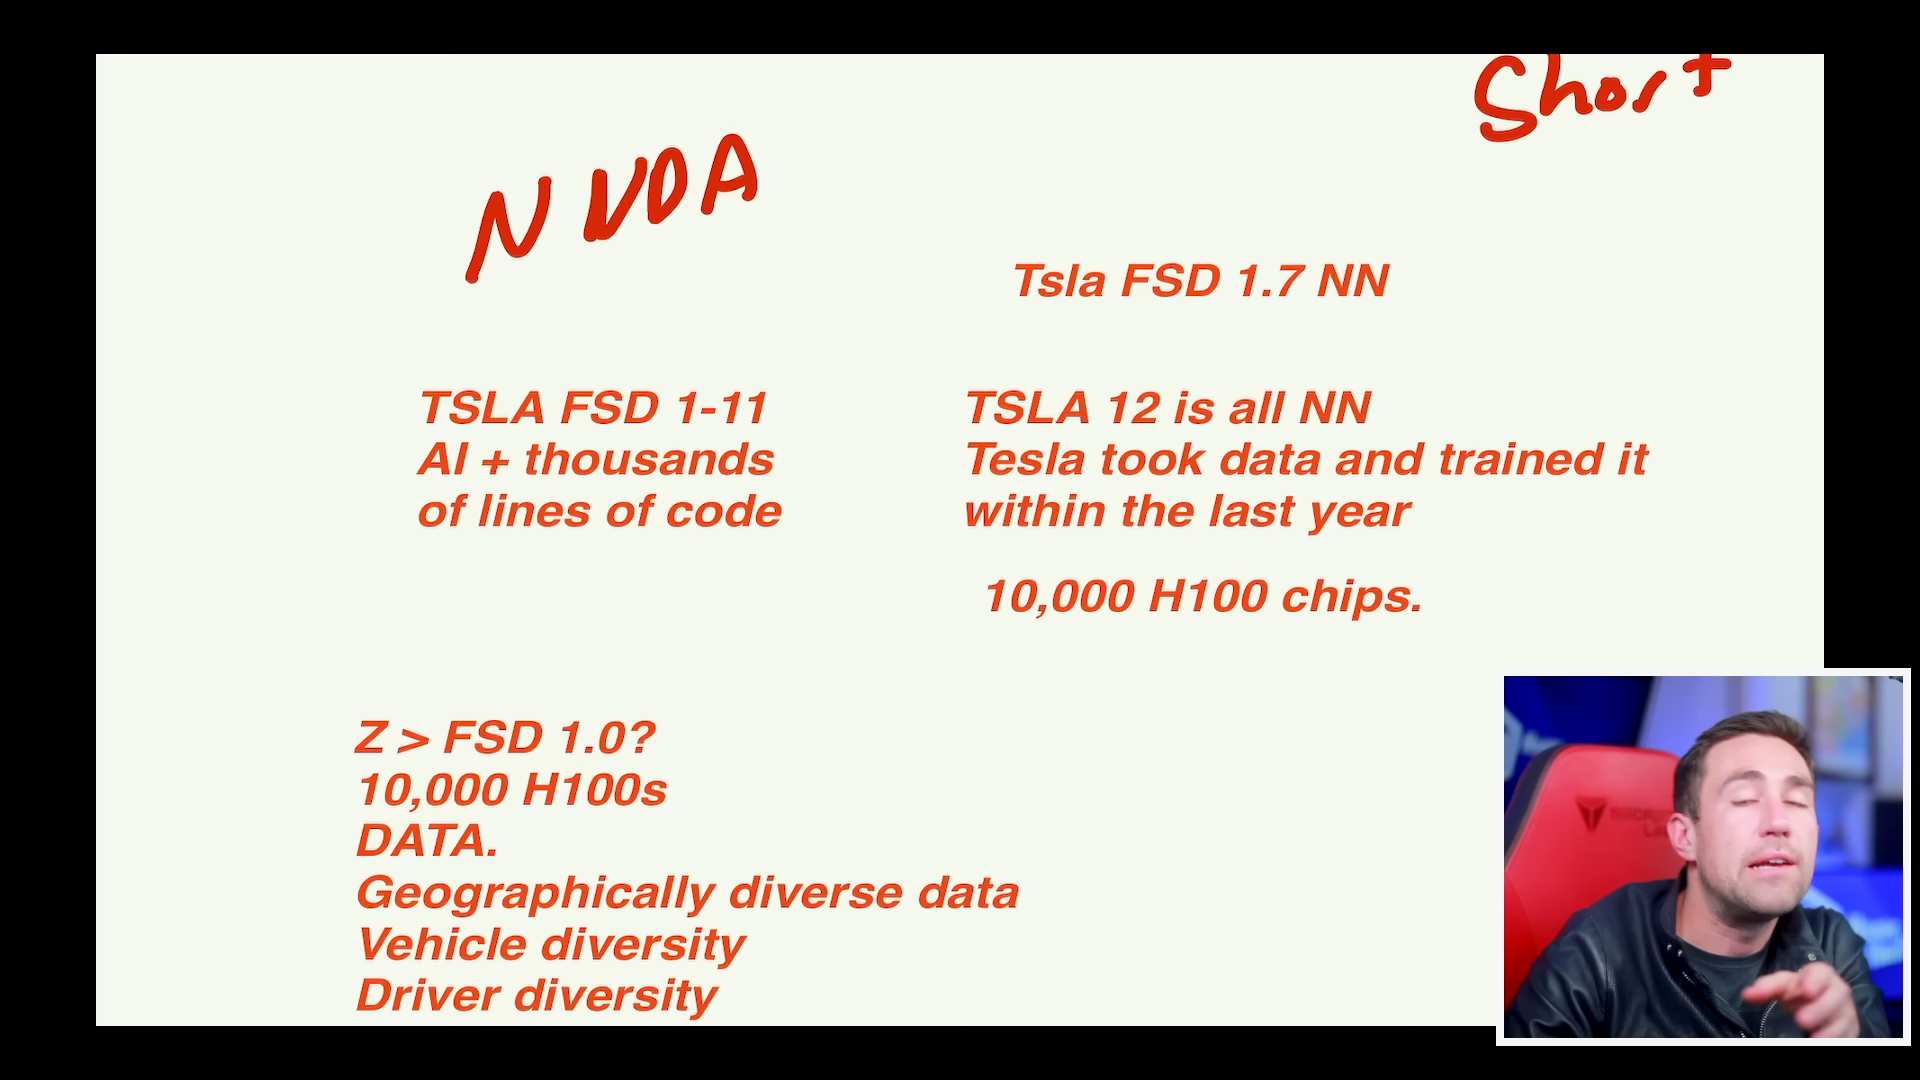 Short
NVDA
Tsla FSD 1.7 NN
TSLA FSD 1-11
AI + thousands
of lines of code
TSLA 12 is all NN
Tesla took data and trained it
within the last year
10,000 H100 chips.
Z > FSD 1.0?
10,000 H100s
DATA.
Geographically diverse data
Vehicle diversity
Driver diversity